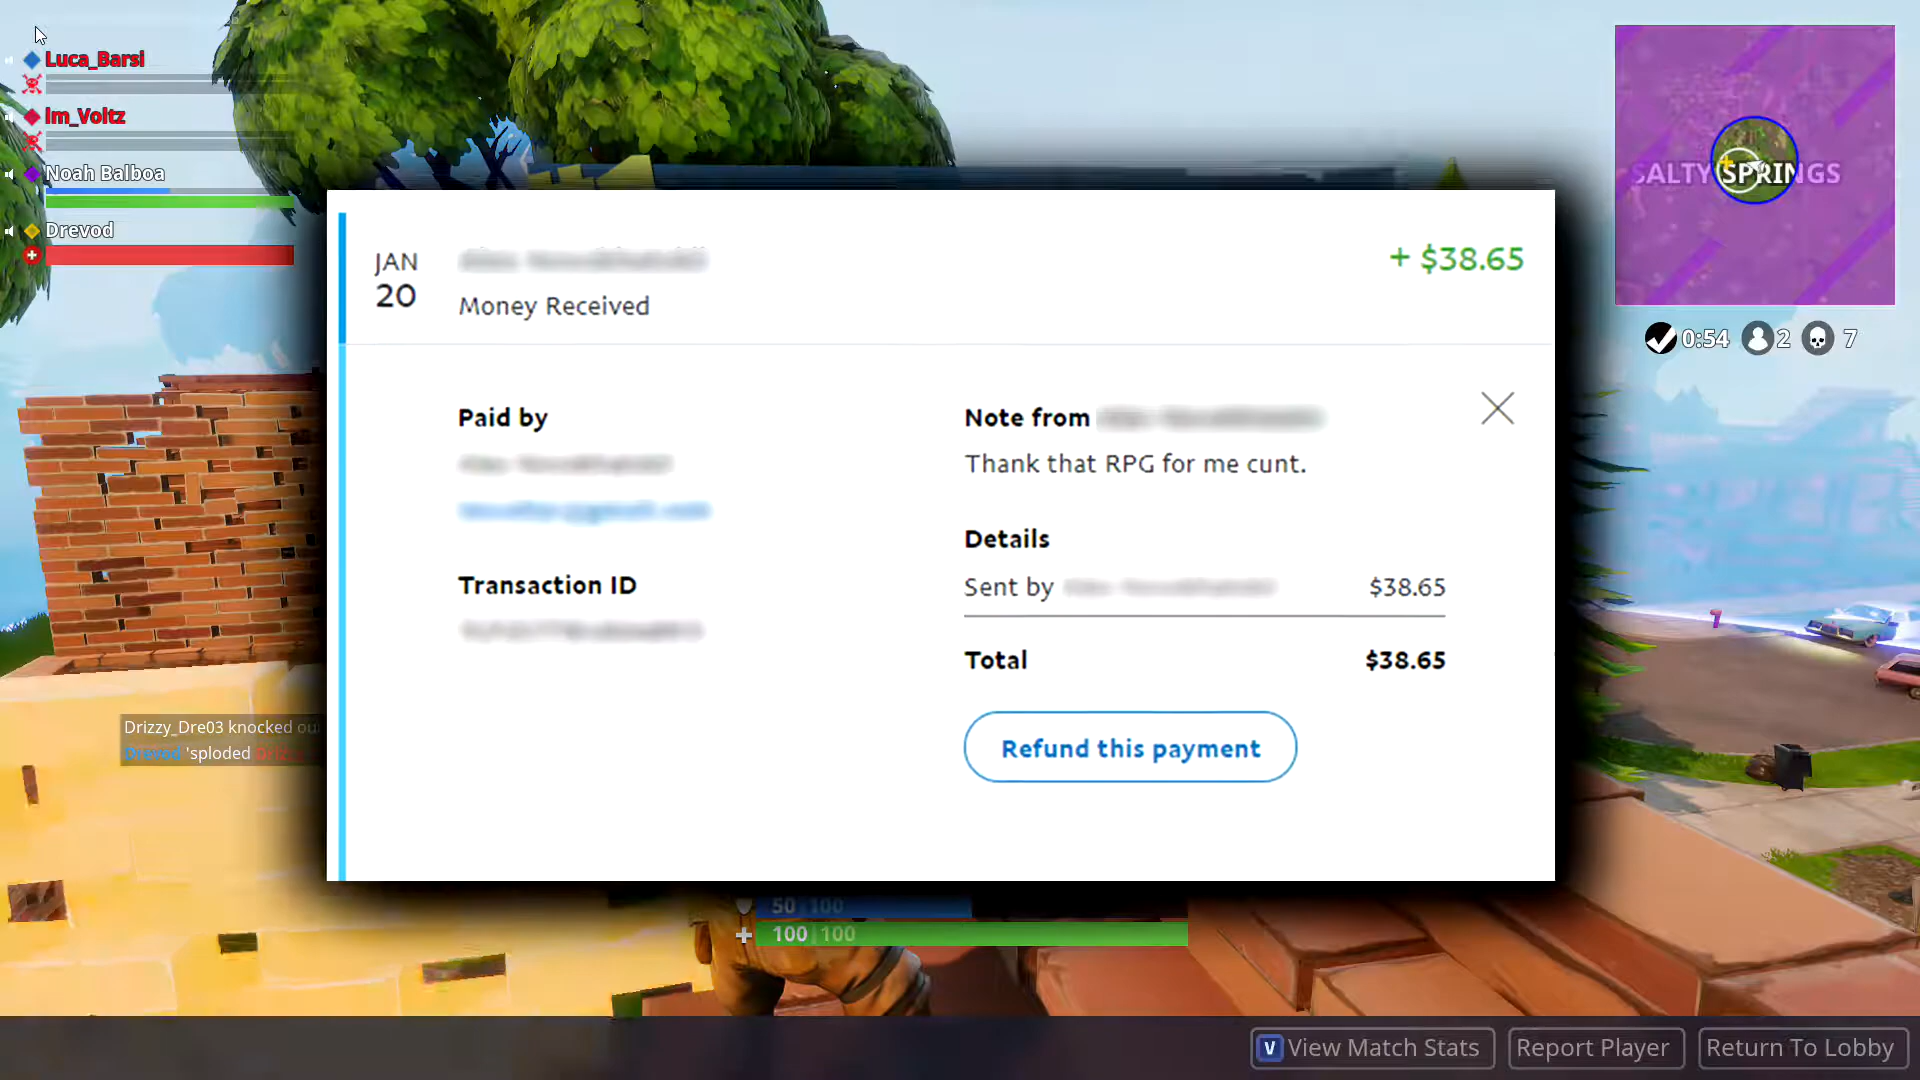 Luca_Barsi
Im_Voltz
Noah Balboa
Drevod
SALTY SPRINGS
0:54 2 7
JAN
20
+ $38.65
Money Received
Paid by
Note from
Thank that RPG for me cunt.
Details
Sent by $38.65
Transaction ID
Total $38.65
Refund this payment
Drizzy_Dre03 knocked
Drevod 'sploded
50 | 100
100 | 100
V View Match Stats
Report Player
Return To Lobby